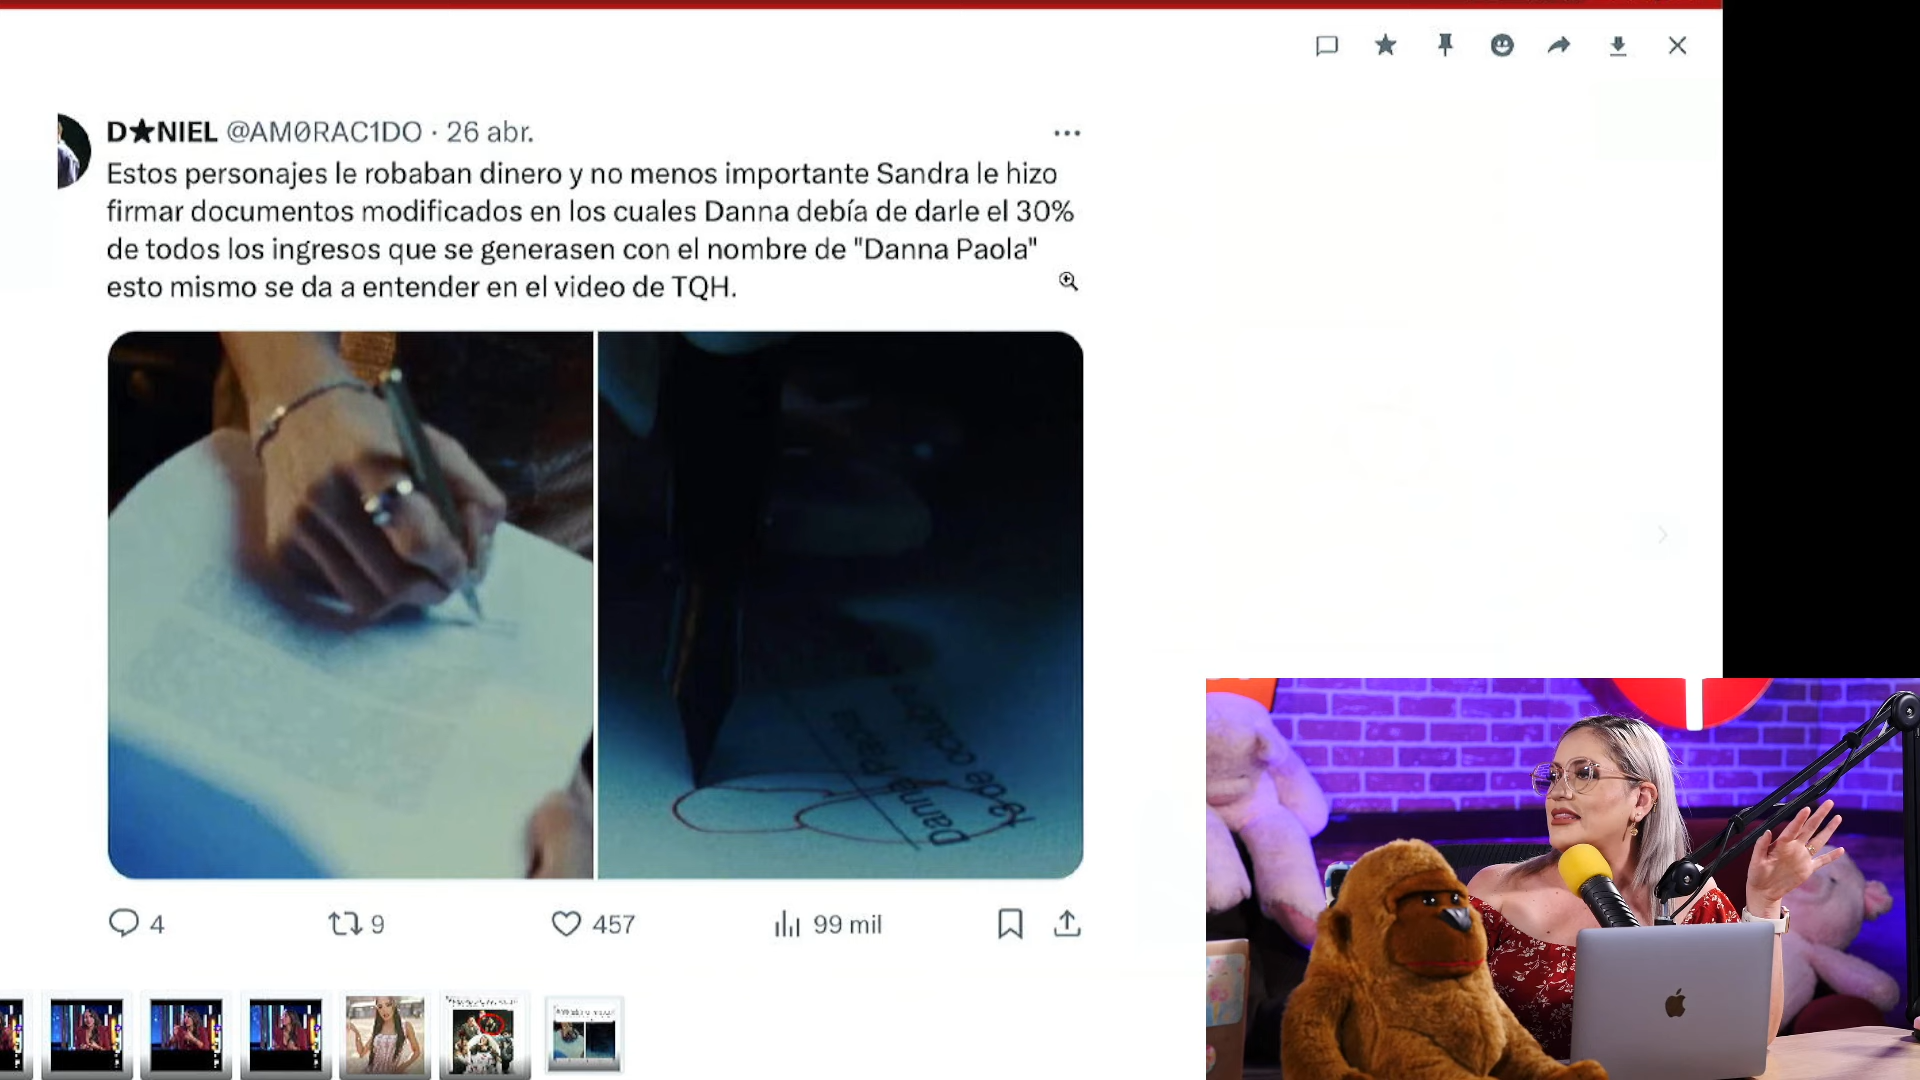 D★NIEL @AM0RAC1DO · 26 abr.
Estos personajes le robaban dinero y no menos importante Sandra le hizo
firmar documentos modificados en los cuales Danna debía de darle el 30%
de todos los ingresos que se generasen con el nombre de "Danna Paola"
esto mismo se da a entender en el video de TQH.
Danna Paola
4 9 457 99 mil